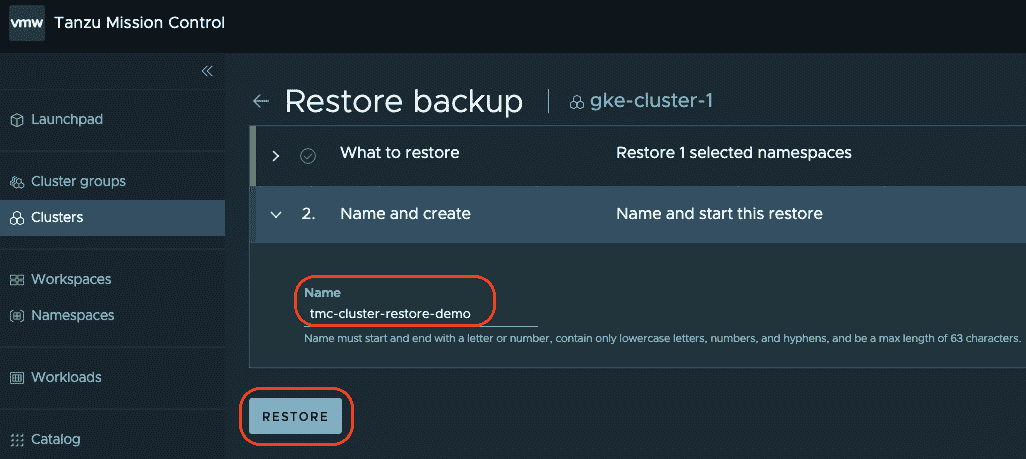 vmw Tanzu Mission Control
Launchpad
Cluster groups
Clusters
Workspaces
Namespaces
Workloads
Catalog
Restore backup gke-cluster-1
What to restore Restore 1 selected namespaces
2. Name and create Name and start this restore
Name
tmc-cluster-restore-demo
Name must start and end with a letter or number, contain only lowercase letters, numbers, and hyphens, and be a max length of 63 characters.
RESTORE